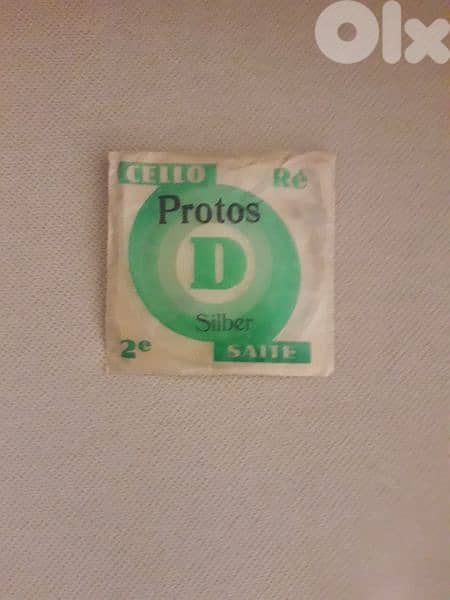 Olx
CELLO Ré
Protos
D
Silber
2e SAITE